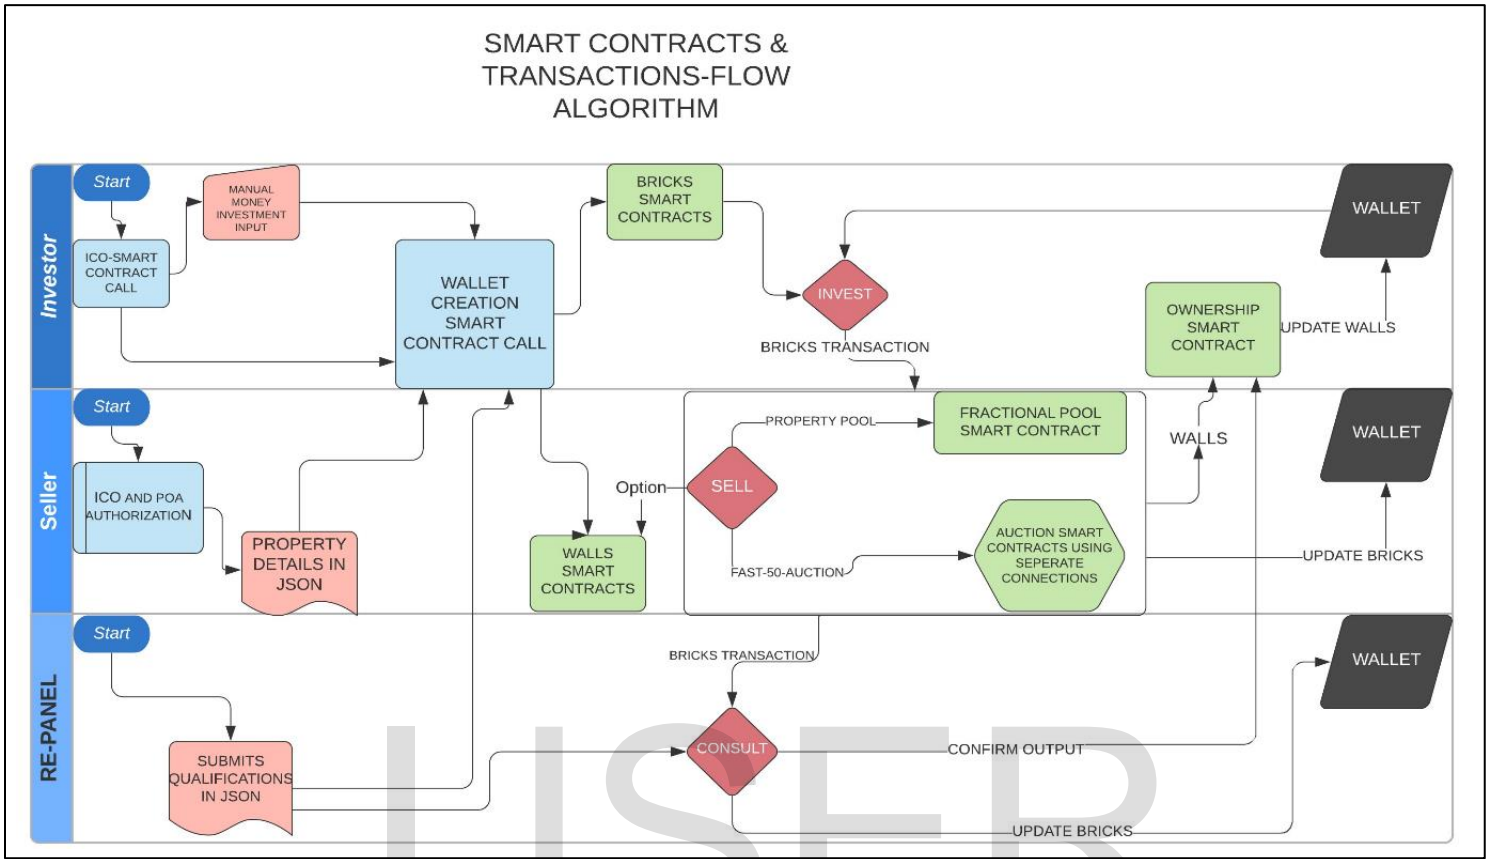 SMART CONTRACTS &
TRANSACTIONS-FLOW
ALGORITHM
Investor
Start
ICO-SMART
CONTRACT
CALL
MANUAL
MONEY
INVESTMENT
INPUT
WALLET
CREATION
SMART
CONTRACT CALL
BRICKS
SMART
CONTRACTS
INVEST
BRICKS TRANSACTION
OWNERSHIP
SMART
CONTRACT
UPDATE WALLS
WALLET
Seller
Start
ICO AND POA
AUTHORIZATION
PROPERTY
DETAILS IN
JSON
WALLS
SMART
CONTRACTS
Option
SELL
PROPERTY POOL
FRACTIONAL POOL
SMART CONTRACT
FAST-50-AUCTION
AUCTION SMART
CONTRACTS USING
SEPERATE
CONNECTIONS
WALLS
UPDATE BRICKS
WALLET
RE-PANEL
Start
SUBMITS
QUALIFICATIONS
IN JSON
BRICKS TRANSACTION
CONSULT
CONFIRM OUTPUT
UPDATE BRICKS
WALLET
IJSER